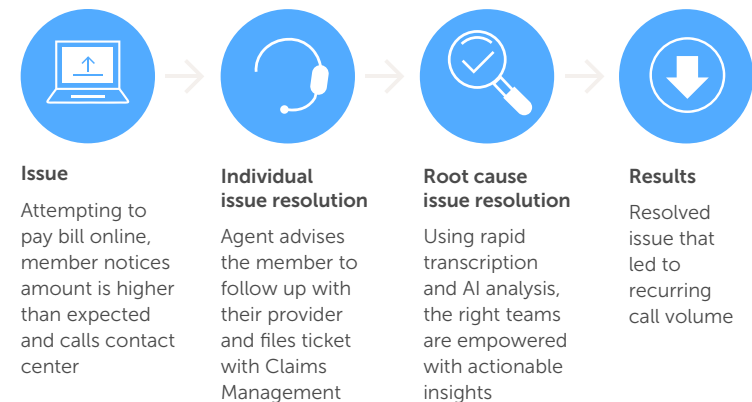 Issue
Attempting to
pay bill online,
member notices
amount is higher
than expected
and calls contact
center
Individual
issue resolution
Agent advises
the member to
follow up with
their provider
and files ticket
with Claims
Management
Root cause
issue resolution
Using rapid
transcription
and AI analysis,
the right teams
are empowered
with actionable
insights
Results
Resolved
issue that
led to
recurring
call volume